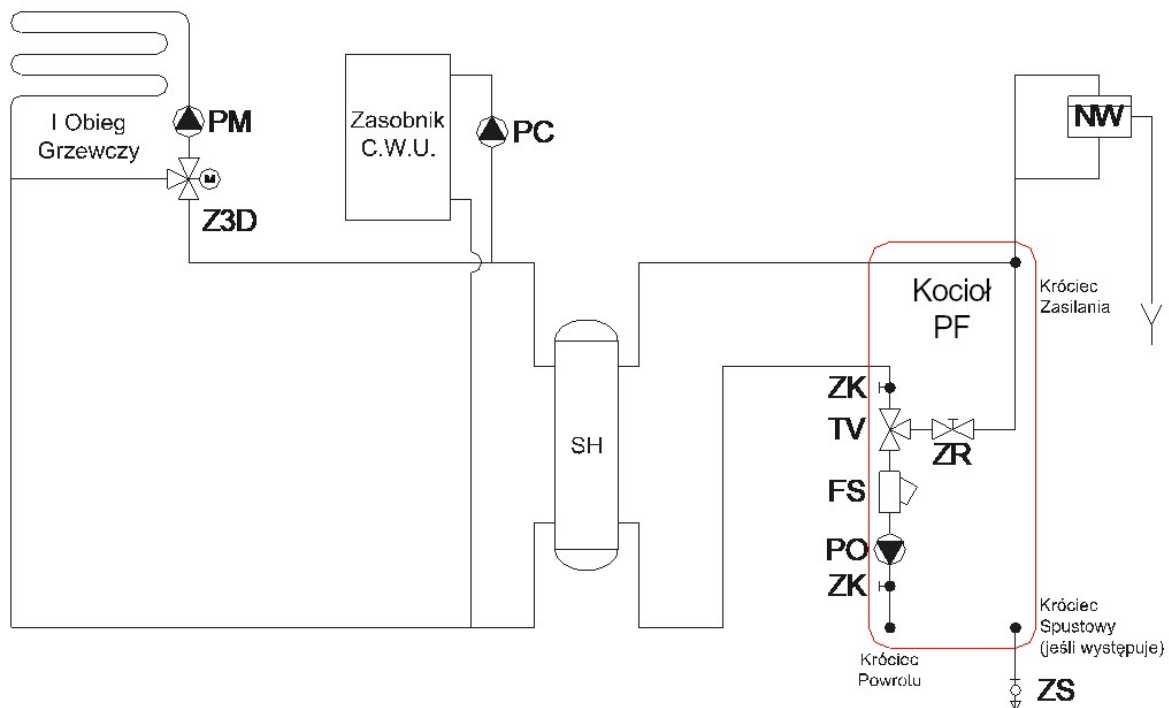 I Obieg
Grzewczy
PM
M
Z3D
Zasobnik
C.W.U.
PC
NW
Kocioł
PF
Króciec
Zasilania
ZK
TV
ZR
FS
PO
ZK
SH
Króciec
Powrotu
Króciec
Spustowy
(jeśli występuje)
ZS